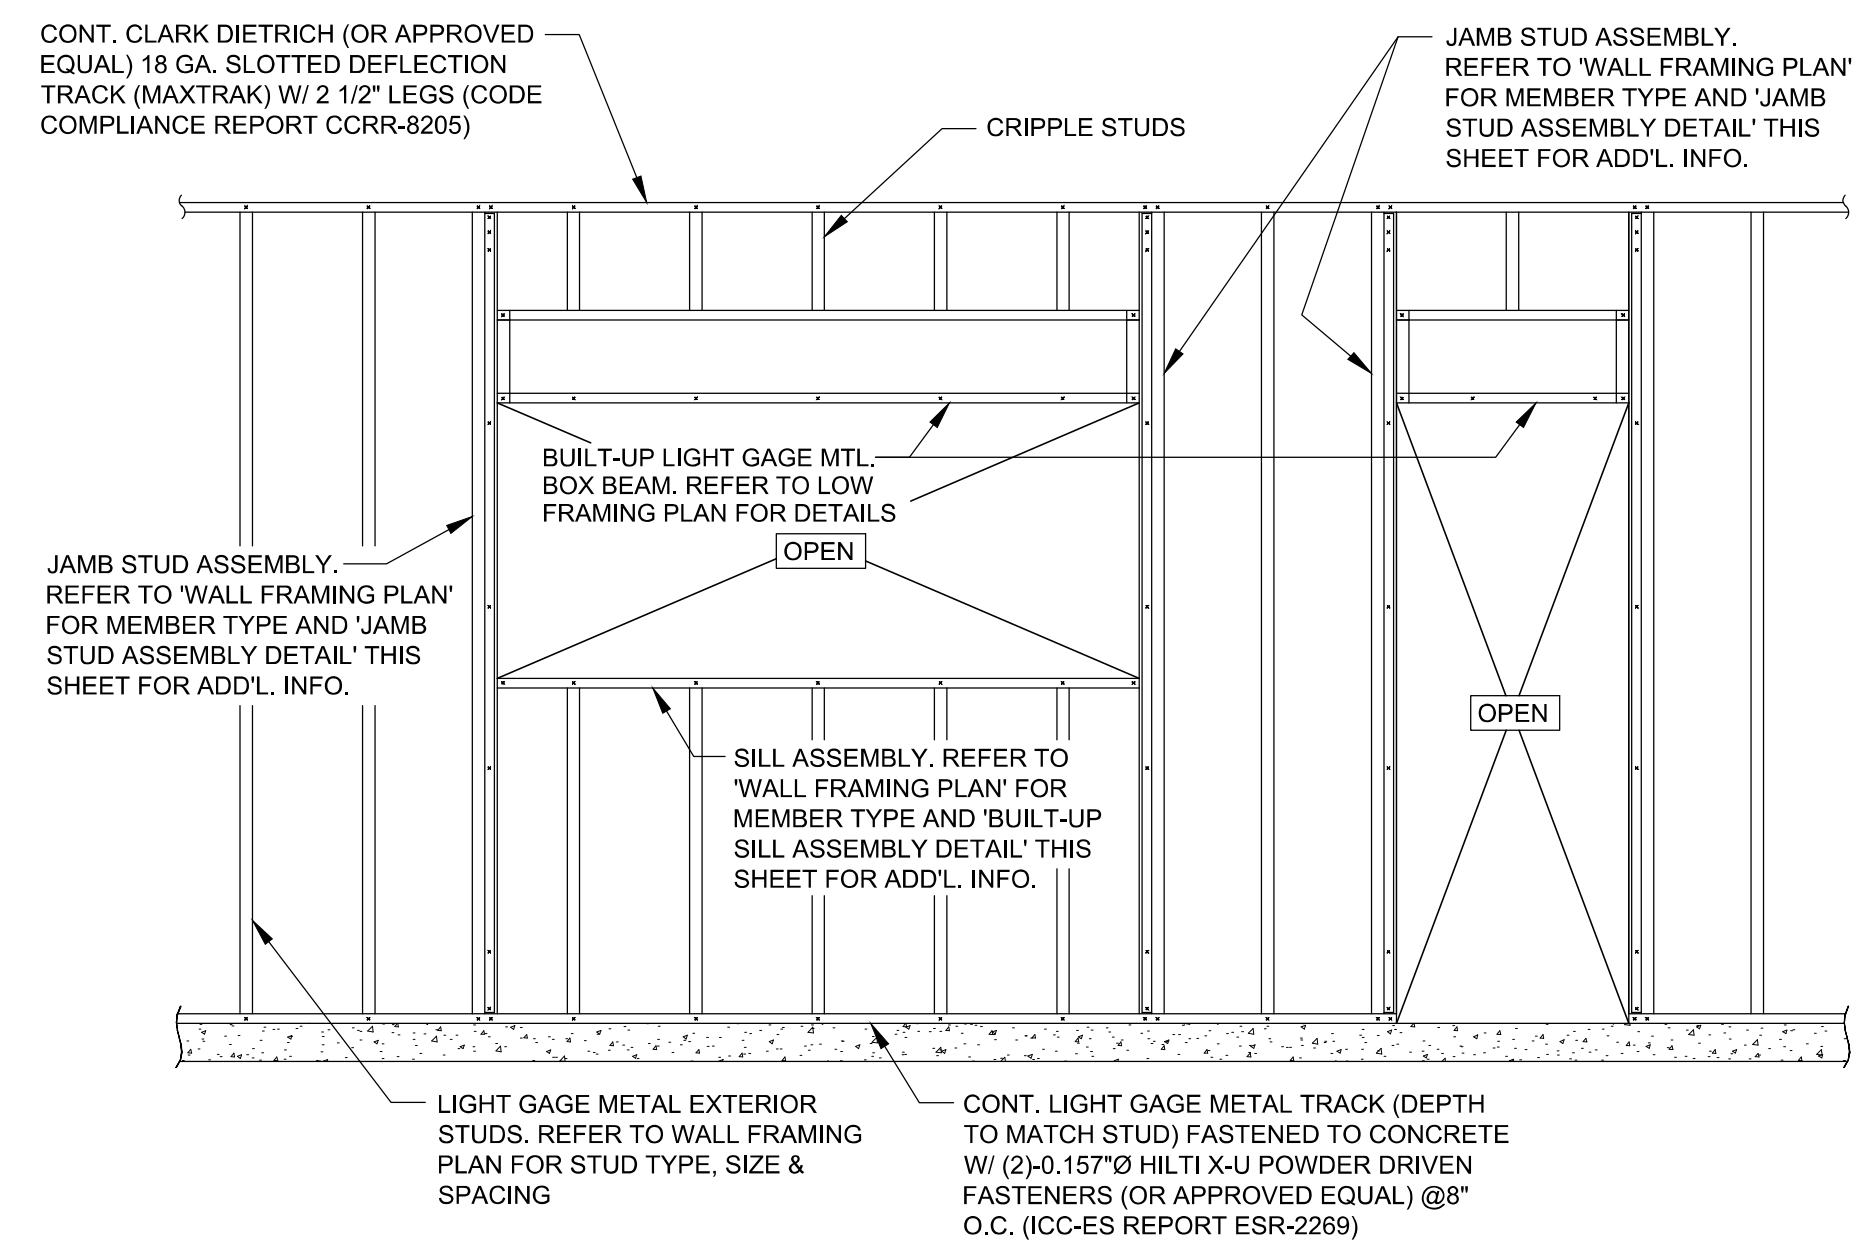 CONT. CLARK DIETRICH (OR APPROVED
EQUAL) 18 GA. SLOTTED DEFLECTION
TRACK (MAXTRAK) W/ 2 1/2" LEGS (CODE
COMPLIANCE REPORT CCRR-8205)
CRIPPLE STUDS
JAMB STUD ASSEMBLY.
REFER TO 'WALL FRAMING PLAN'
FOR MEMBER TYPE AND 'JAMB
STUD ASSEMBLY DETAIL' THIS
SHEET FOR ADD'L. INFO.
BUILT-UP LIGHT GAGE MTL.
BOX BEAM. REFER TO LOW
FRAMING PLAN FOR DETAILS
OPEN
JAMB STUD ASSEMBLY.
REFER TO 'WALL FRAMING PLAN'
FOR MEMBER TYPE AND 'JAMB
STUD ASSEMBLY DETAIL' THIS
SHEET FOR ADD'L. INFO.
OPEN
SILL ASSEMBLY. REFER TO
'WALL FRAMING PLAN' FOR
MEMBER TYPE AND 'BUILT-UP
SILL ASSEMBLY DETAIL' THIS
SHEET FOR ADD'L. INFO.
LIGHT GAGE METAL EXTERIOR
STUDS. REFER TO WALL FRAMING
PLAN FOR STUD TYPE, SIZE &
SPACING
CONT. LIGHT GAGE METAL TRACK (DEPTH
TO MATCH STUD) FASTENED TO CONCRETE
W/ (2)-0.157"Ø HILTI X-U POWDER DRIVEN
FASTENERS (OR APPROVED EQUAL) @8"
O.C. (ICC-ES REPORT ESR-2269)